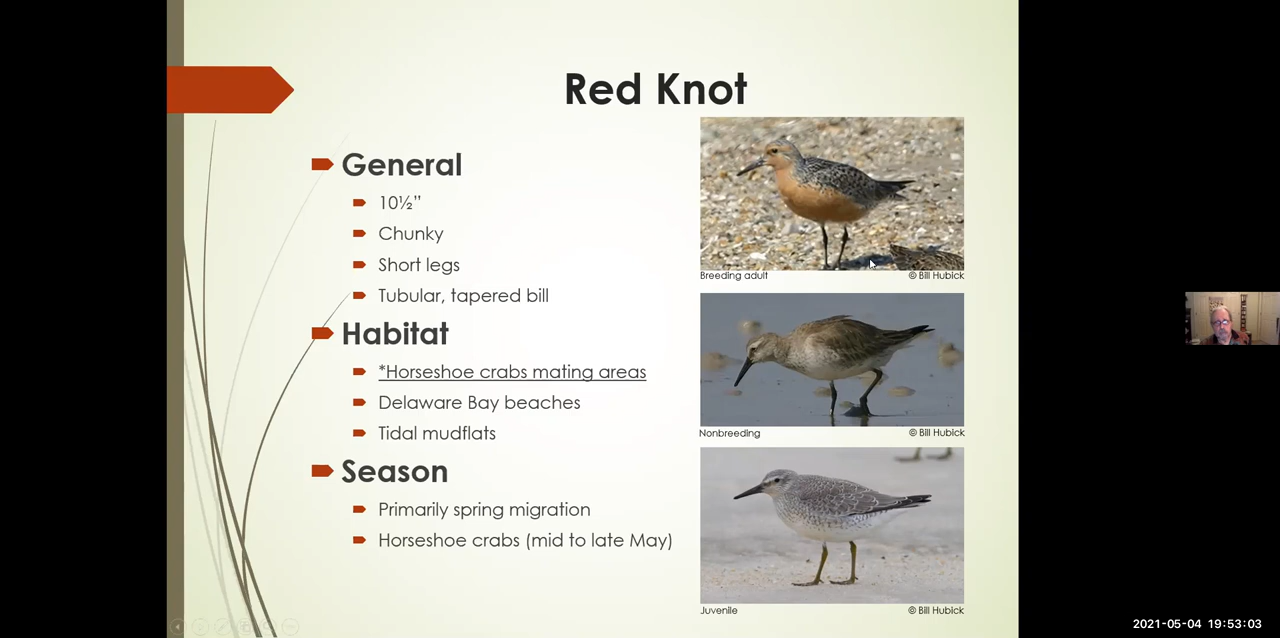 Red Knot
General
10½”
Chunky
Short legs
Tubular, tapered bill
Habitat
*Horseshoe crabs mating areas
Delaware Bay beaches
Tidal mudflats
Season
Primarily spring migration
Horseshoe crabs (mid to late May)
Breeding adult © Bill Hubick
Nonbreeding © Bill Hubick
Juvenile © Bill Hubick
2021-05-04 19:53:03